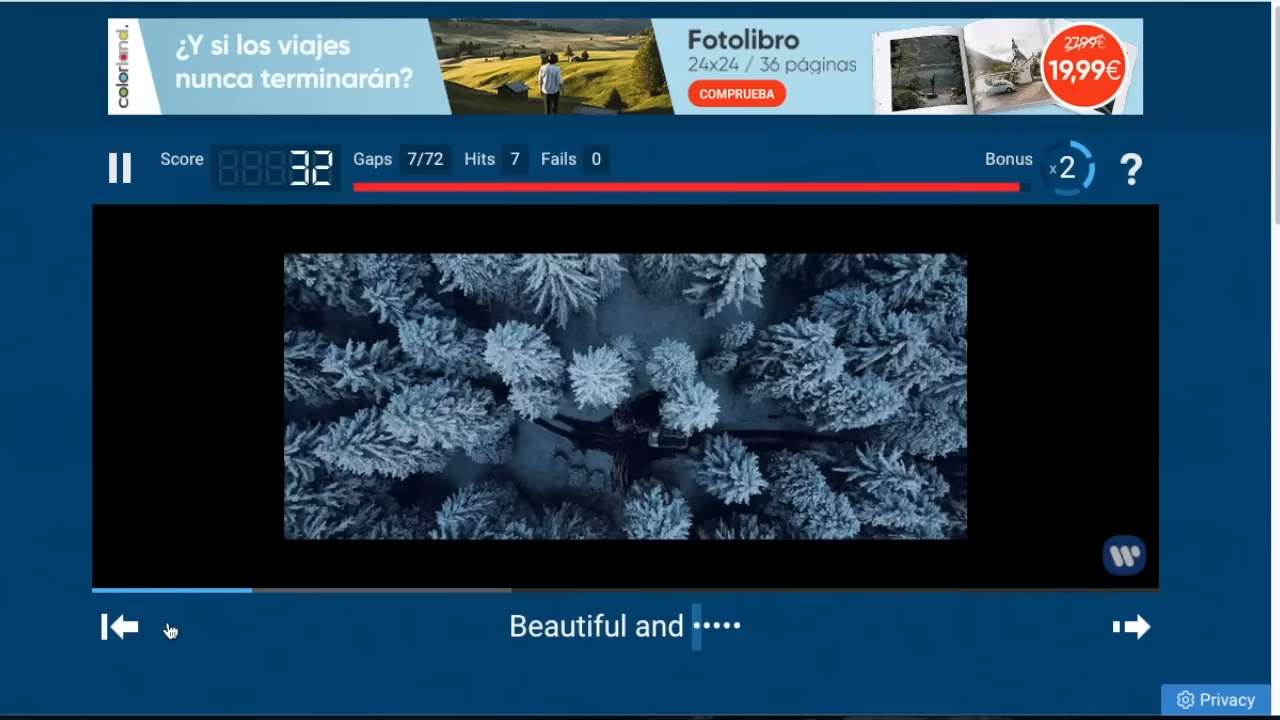 colorland.
¿Y si los viajes
nunca terminarán?
Fotolibro
24x24 / 36 páginas
COMPRUEBA
27,99€
19,99€
Score 32 Gaps 7/72 Hits 7 Fails 0 Bonus x2 ?
Beautiful and •••••
Privacy